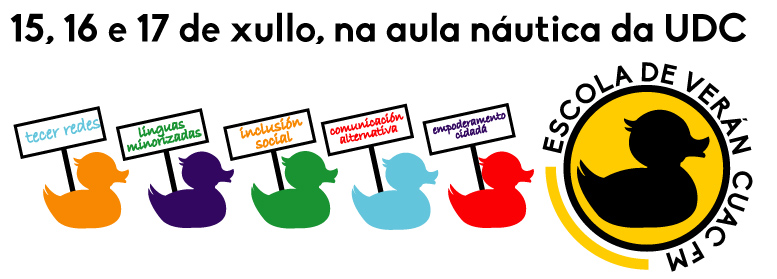 15, 16 e 17 de xullo, na aula náutica da UDC
tecer redes
línguas
minorizadas
inclusión
social
comunicación
alternativa
empoderamento
cidadá
ESCOLA DE VERÁN CUAC FM